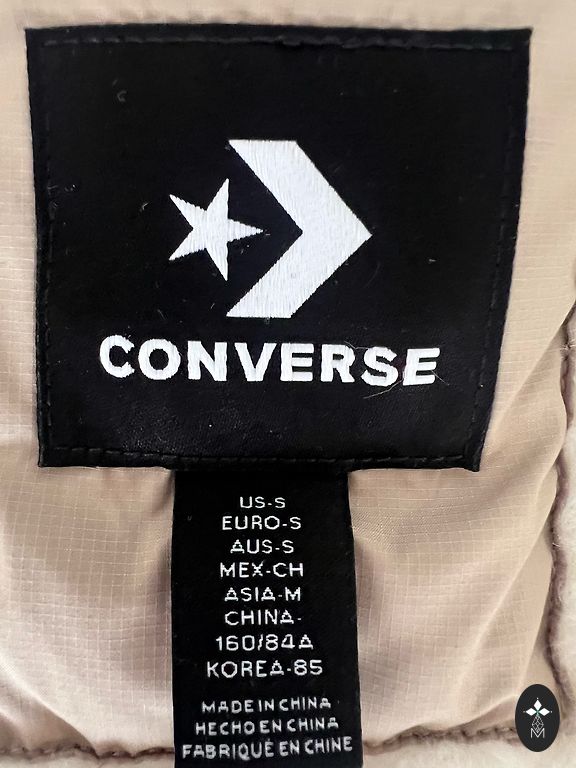 CONVERSE
US-S
EURO-S
AUS-S
MEX-CH
ASIA-M
CHINA-
160/84A
KOREA-85
MADE IN CHINA
HECHO EN CHINA
FABRIQUÉ EN CHINE
M